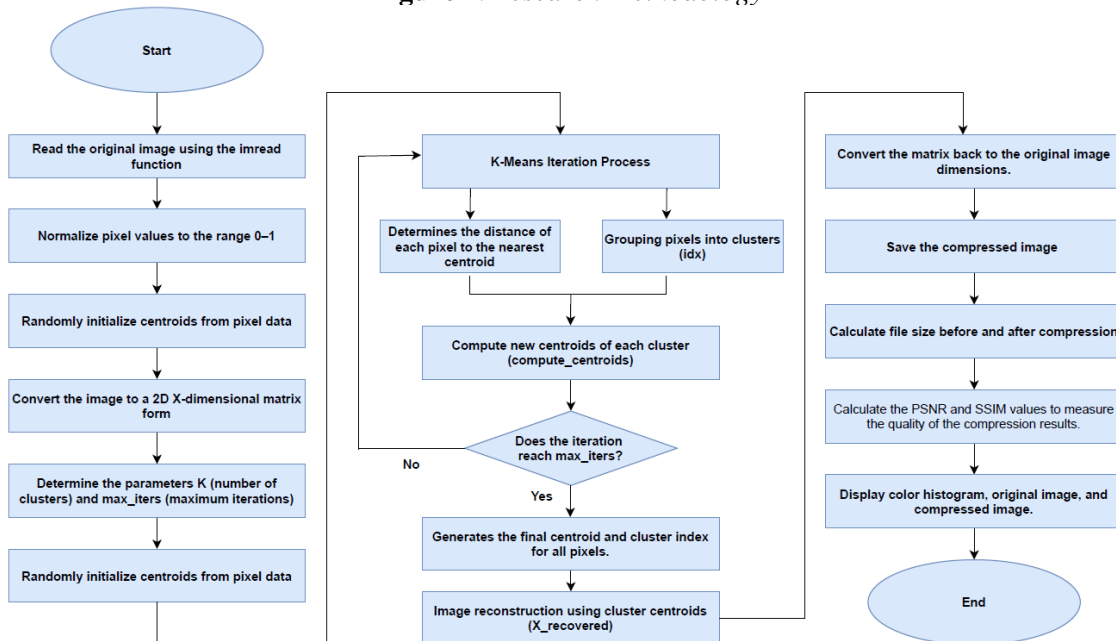 Start
Read the original image using the imread
function
Normalize pixel values to the range 0–1
Randomly initialize centroids from pixel data
Convert the image to a 2D X-dimensional matrix
form
Determine the parameters K (number of
clusters) and max_iters (maximum iterations)
Randomly initialize centroids from pixel data
K-Means Iteration Process
Determines the distance of
each pixel to the nearest
centroid
Grouping pixels into clusters
(idx)
Compute new centroids of each cluster
(compute_centroids)
Does the iteration
reach max_iters?
No
Yes
Generates the final centroid and cluster index
for all pixels.
Image reconstruction using cluster centroids
(X_recovered)
Convert the matrix back to the original image
dimensions.
Save the compressed image
Calculate file size before and after compression
Calculate the PSNR and SSIM values to measure
the quality of the compression results.
Display color histogram, original image, and
compressed image.
End